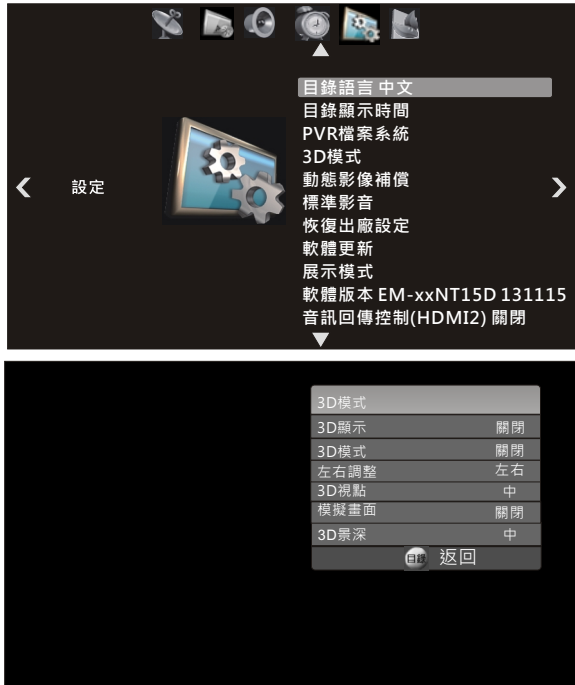 設定
目錄語言 中文
目錄顯示時間
PVR檔案系統
3D模式
動態影像補償
標準影音
恢復出廠設定
軟體更新
展示模式
軟體版本 EM-xxNT15D 131115
音訊回傳控制(HDMI2) 關閉
3D模式
3D顯示 關閉
3D模式 關閉
左右調整 左右
3D視點 中
模擬畫面 關閉
3D景深 中
目錄 返回